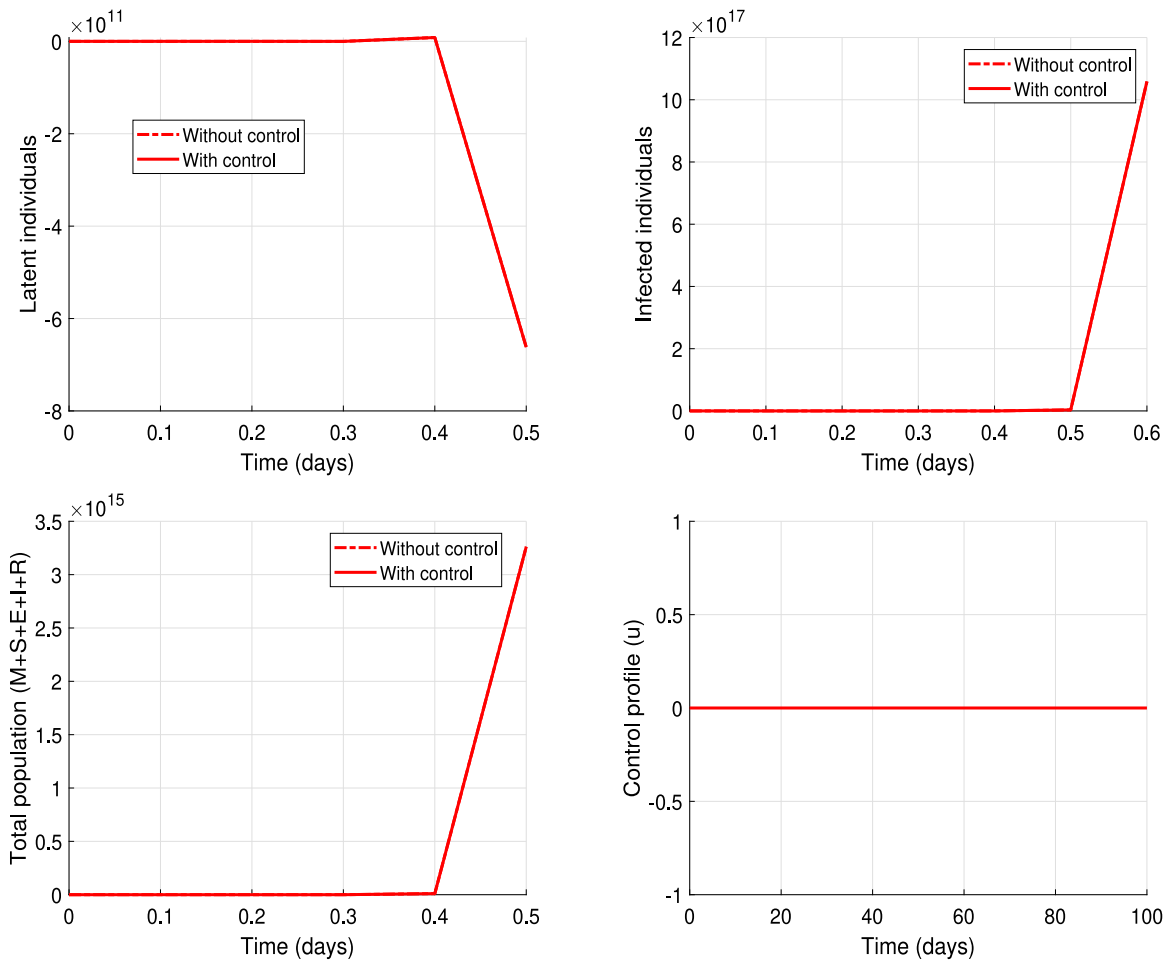 ×10^11
0
-2
-4
-6
-8
Latent individuals
Without control
With control
0 0.1 0.2 0.3 0.4 0.5
Time (days)
×10^17
12
10
8
6
4
2
0
Infected individuals
Without control
With control
0 0.1 0.2 0.3 0.4 0.5 0.6
Time (days)
×10^15
3.5
3
2.5
2
1.5
1
0.5
0
Total population (M+S+E+I+R)
Without control
With control
0 0.1 0.2 0.3 0.4 0.5
Time (days)
1
0.5
0
-0.5
-1
Control profile (u)
0 20 40 60 80 100
Time (days)